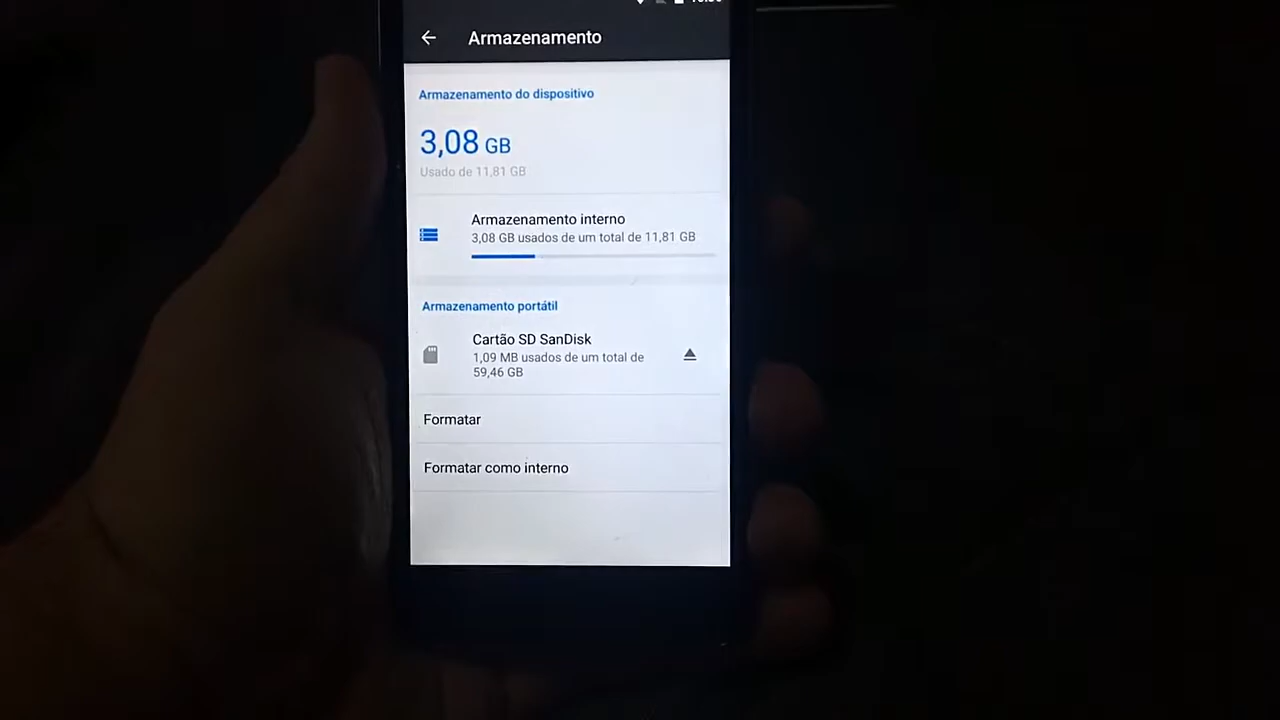 Armazenamento
Armazenamento do dispositivo
3,08 GB
Usado de 11,81 GB
Armazenamento interno
3,08 GB usados de um total de 11,81 GB
Armazenamento portátil
Cartão SD SanDisk
1,09 MB usados de um total de
59,46 GB
Formatar
Formatar como interno